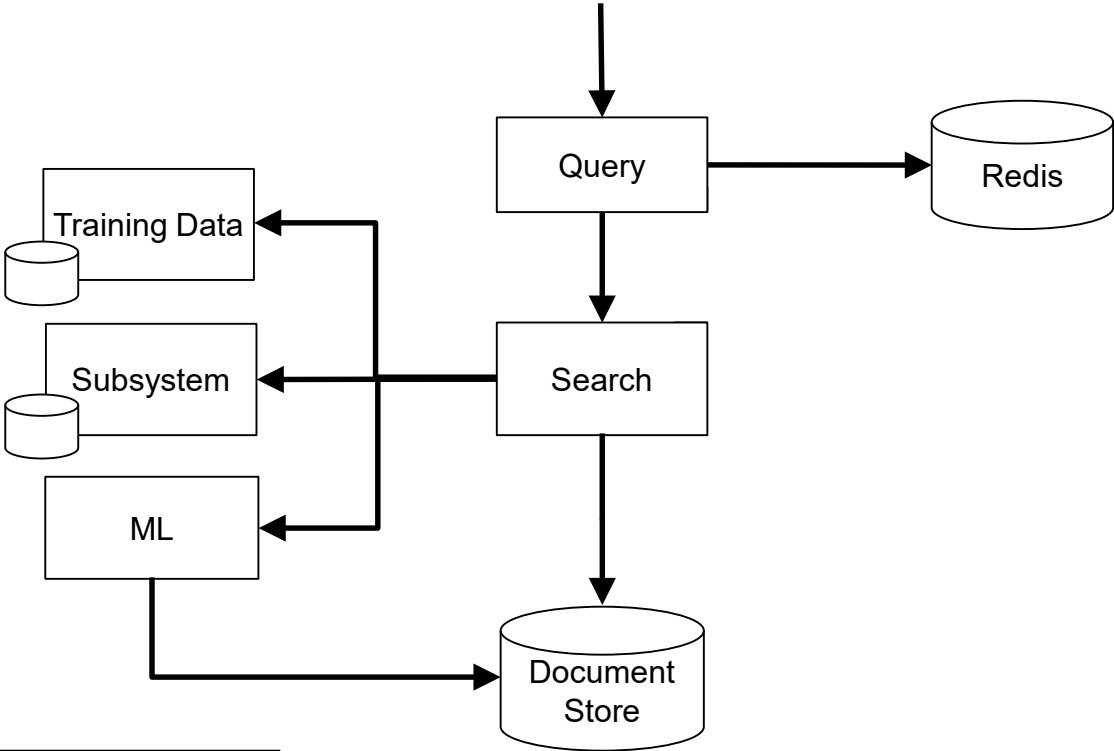 Query
Redis
Training Data
Subsystem
Search
ML
Document
Store